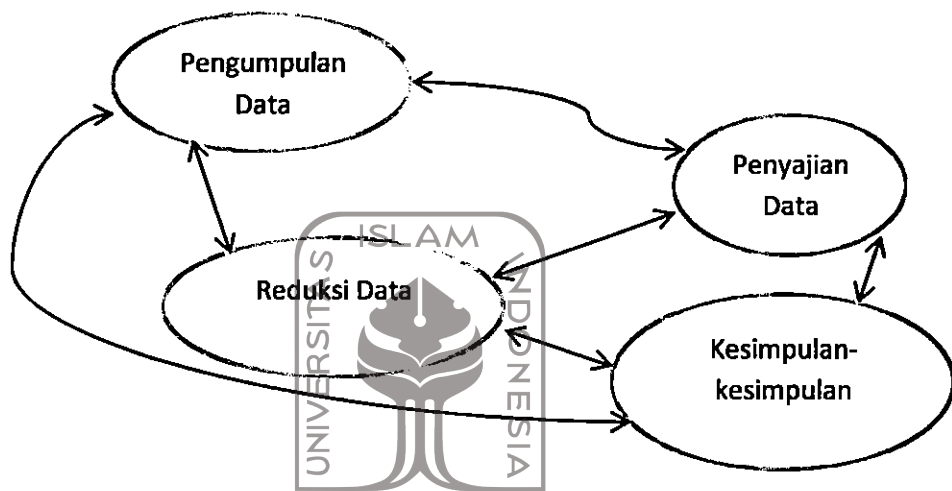 Pengumpulan
Data
Penyajian
Data
Reduksi Data
Kesimpulan-
kesimpulan
UNIVERSITAS
ISLAM
INDONESIA